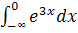 ∫_{-∞}^{0} e^{3x} dx